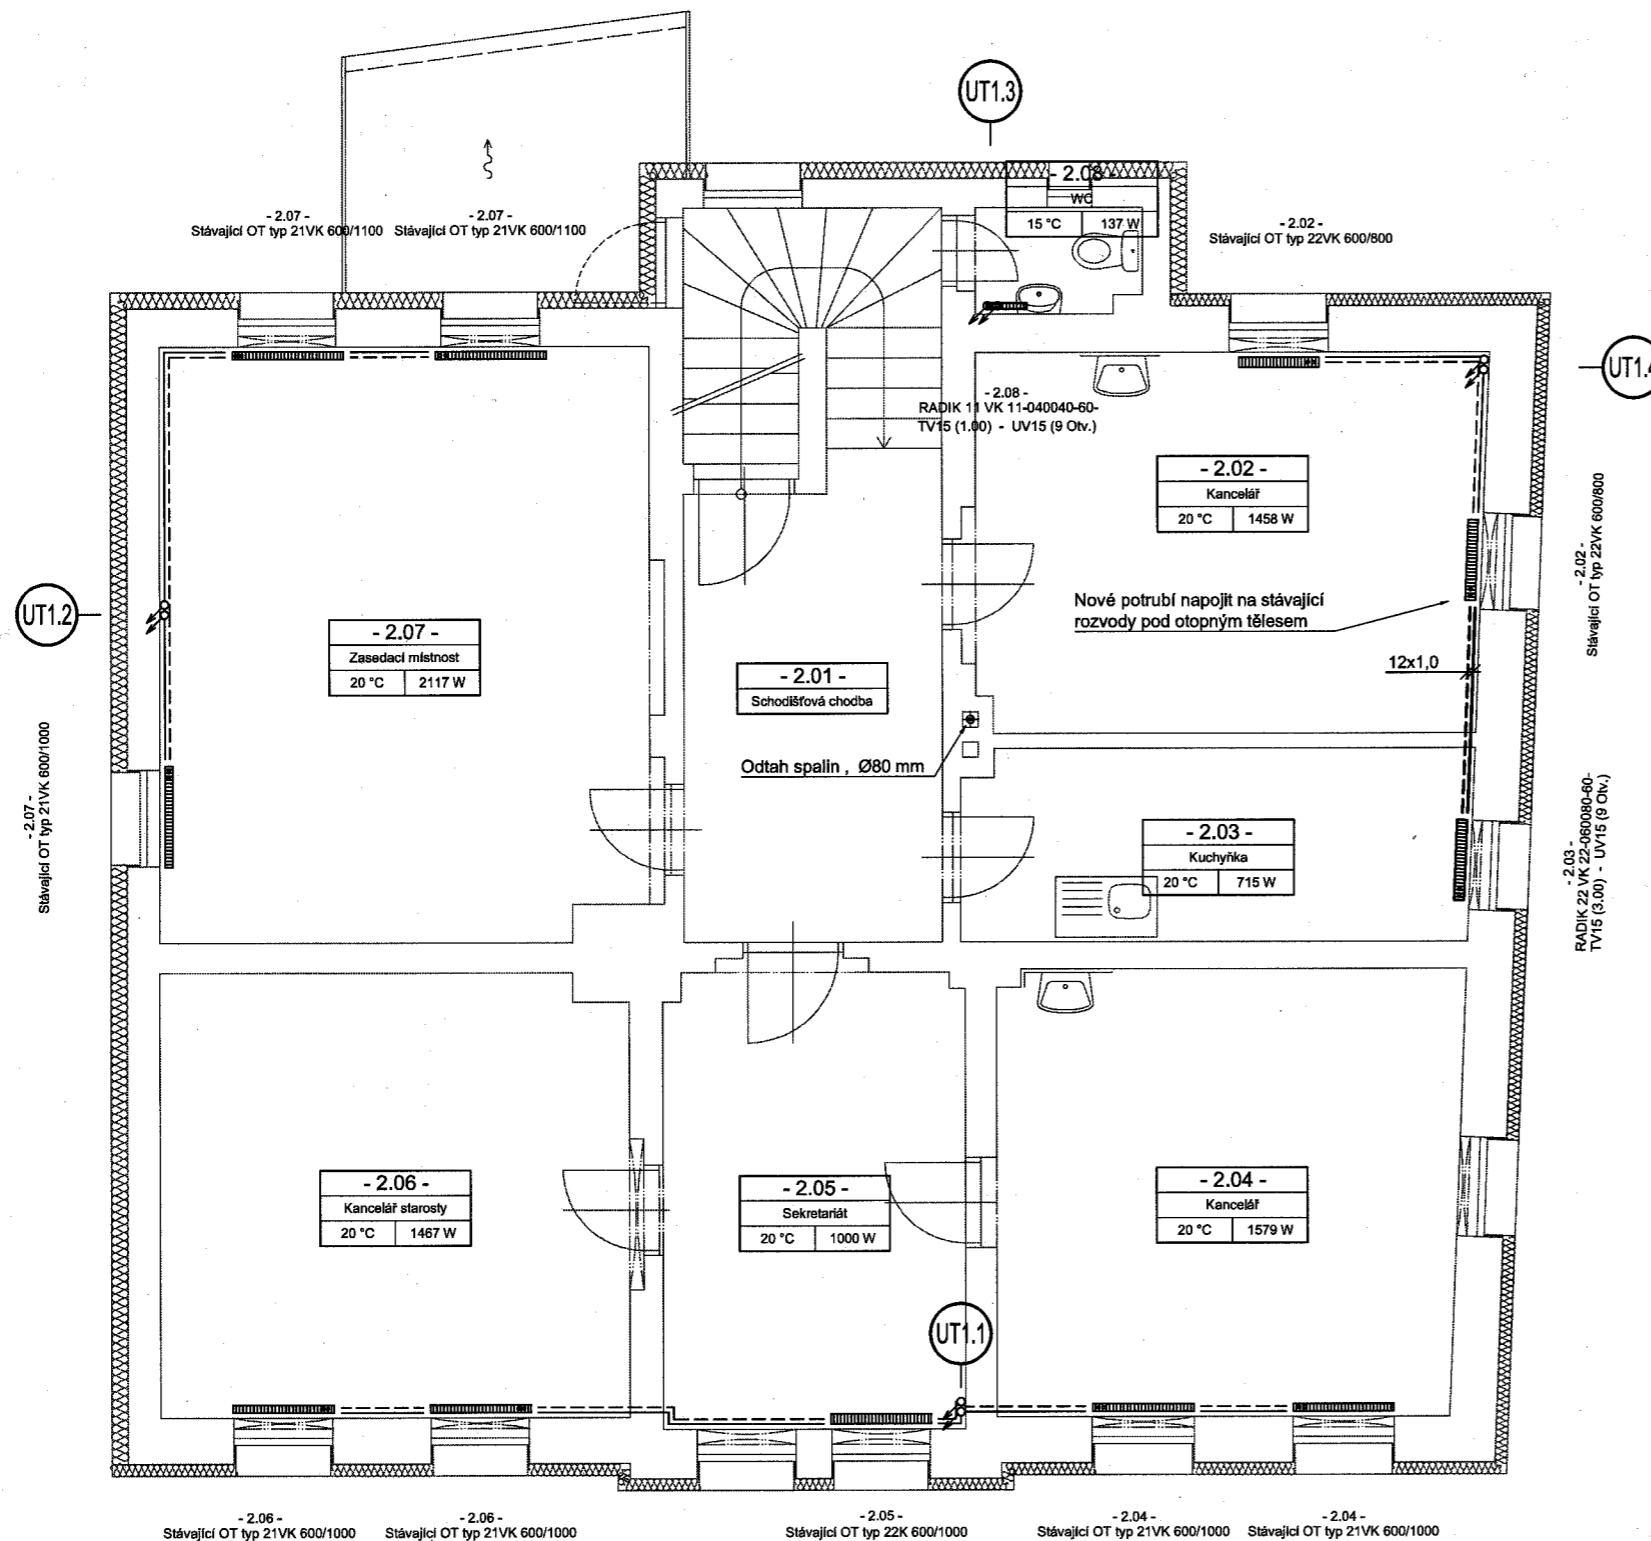 UT1.3
- 2.08 -
WC
15 °C 137 W
- 2.07 -
Stávající OT typ 21VK 600/1100
- 2.07 -
Stávající OT typ 21VK 600/1100
- 2.02 -
Stávající OT typ 22VK 600/800
UT1.4
- 2.08 -
RADIK 11 VK 11-040040-60-
TV15 (1.00) - UV15 (9 Otv.)
- 2.02 -
Kancelář
20 °C 1458 W
- 2.02 -
Stávající OT typ 22VK 600/800
Nové potrubí napojit na stávající
rozvody pod otopným tělesem
12x1,0
UT1.2
- 2.07 -
Zasedací místnost
20 °C 2117 W
- 2.01 -
Schodišťová chodba
Odtah spalin , Ø80 mm
- 2.07 -
Stávající OT typ 21VK 600/1000
- 2.03 -
Kuchyňka
20 °C 715 W
- 2.03 -
RADIK 22 VK 22-060080-60-
TV15 (3.00) - UV15 (9 Otv.)
- 2.06 -
Kancelář starosty
20 °C 1467 W
- 2.05 -
Sekretariát
20 °C 1000 W
- 2.04 -
Kancelář
20 °C 1579 W
UT1.1
- 2.06 -
Stávající OT typ 21VK 600/1000
- 2.06 -
Stávající OT typ 21VK 600/1000
- 2.05 -
Stávající OT typ 22K 600/1000
- 2.04 -
Stávající OT typ 21VK 600/1000
- 2.04 -
Stávající OT typ 21VK 600/1000